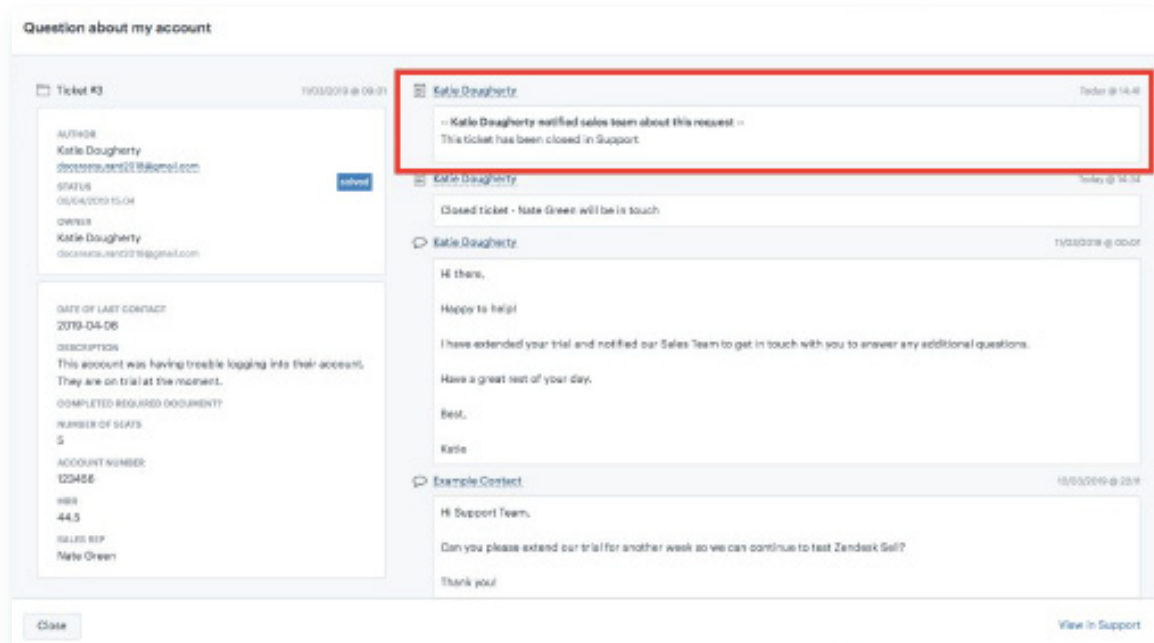 Question about my account
Ticket #3
11/03/2019 @ 09:01
AUTHOR
Katie Dougherty
STATUS
solved
OWNER
Katie Dougherty
DATE OF LAST CONTACT
2019-04-08
DESCRIPTION
This account was having trouble logging into their account.
They are on trial at the moment.
COMPLETED REQUIRED DOCUMENT?
NUMBER OF SEATS
5
ACCOUNT NUMBER
123456
MRR
44.5
SALES REP
Nate Green
Katie Dougherty
Today @ 14:41
-- Katie Dougherty notified sales team about this request --
This ticket has been closed in Support
Katie Dougherty
Today @ 14:34
Closed ticket - Nate Green will be in touch
Katie Dougherty
Hi there,
Happy to help!
I have extended your trial and notified our Sales Team to get in touch with you to answer any additional questions.
Have a great rest of your day.
Best,
Katie
Example Contact
Hi Support Team,
Can you please extend our trial for another week so we can continue to test Zendesk Sell?
Thank you!
Close
View in Support